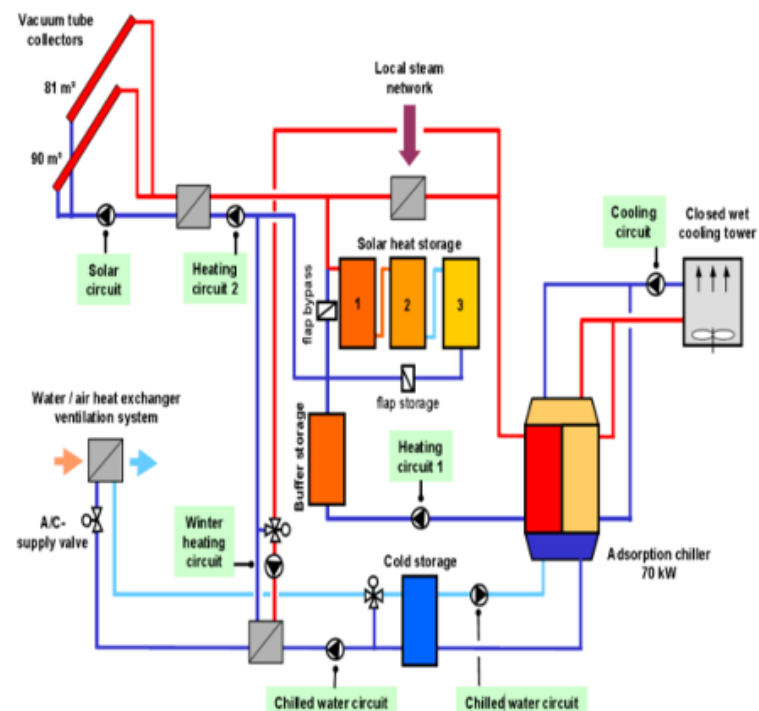 Vacuum tube
collectors
81 m²
90 m²
Local steam
network
Solar
circuit
Heating
circuit 2
Solar heat storage
1
2
3
flap bypass
flap storage
Cooling
circuit
Closed wet
cooling tower
Water / air heat exchanger
ventilation system
A/C-
supply valve
Buffer storage
Heating
circuit 1
Winter
heating
circuit
Cold storage
Adsorption chiller
70 kW
Chilled water circuit
Chilled water circuit